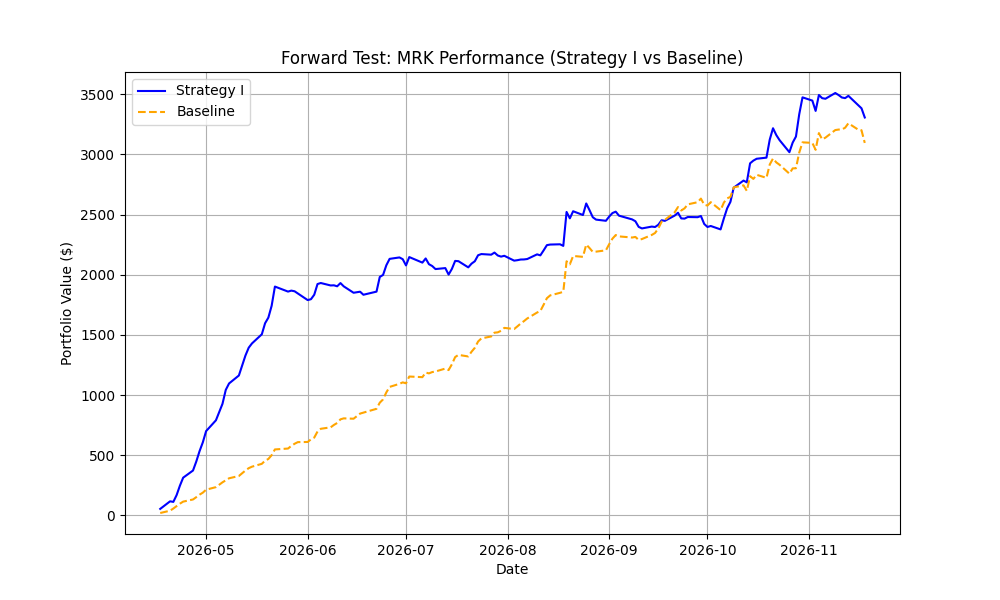 Forward Test: MRK Performance (Strategy I vs Baseline)
Strategy I
Baseline
Portfolio Value ($)
3500
3000
2500
2000
1500
1000
500
0
2026-05 2026-06 2026-07 2026-08 2026-09 2026-10 2026-11
Date